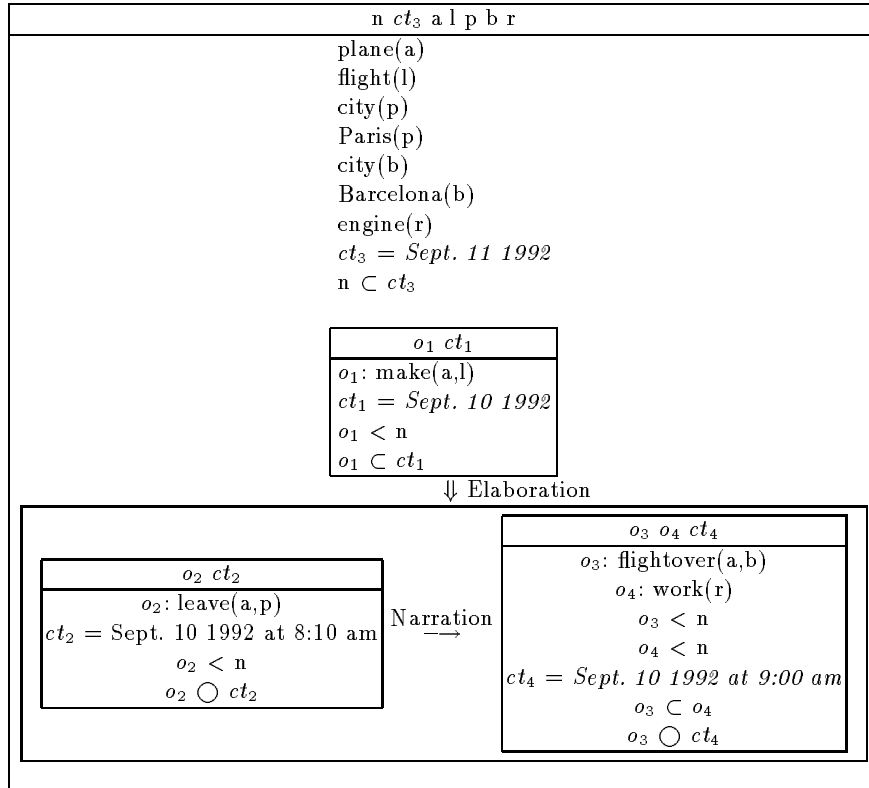 n ct₃ a l p b r
plane(a)
flight(l)
city(p)
Paris(p)
city(b)
Barcelona(b)
engine(r)
ct₃ = Sept. 11 1992
n ⊂ ct₃
o₁ ct₁
o₁: make(a,l)
ct₁ = Sept. 10 1992
o₁ < n
o₁ ⊂ ct₁
⇓ Elaboration
o₂ ct₂
o₂: leave(a,p)
ct₂ = Sept. 10 1992 at 8:10 am
o₂ < n
o₂ ◯ ct₂
Narration
⟶
o₃ o₄ ct₄
o₃: flightover(a,b)
o₄: work(r)
o₃ < n
o₄ < n
ct₄ = Sept. 10 1992 at 9:00 am
o₃ ⊂ o₄
o₃ ◯ ct₄